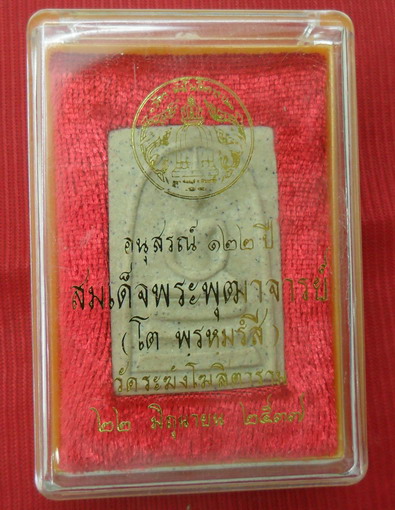 อนุสรณ์ ๑๒๒ ปี
สมเด็จพระพุฒาจารย์
(โต พรหมรํสี)
วัดระฆังโฆสิตาราม
๒๒ มิถุนายน ๒๕๓๗